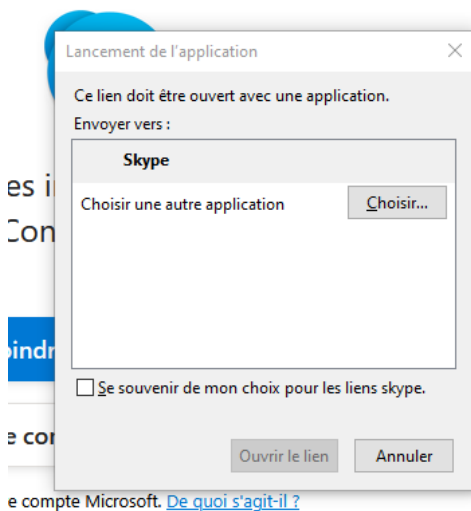 Lancement de l'application
Ce lien doit être ouvert avec une application.
Envoyer vers :
Skype
Choisir une autre application
Choisir...
Se souvenir de mon choix pour les liens skype.
Ouvrir le lien
Annuler
e compte Microsoft. De quoi s'agit-il ?